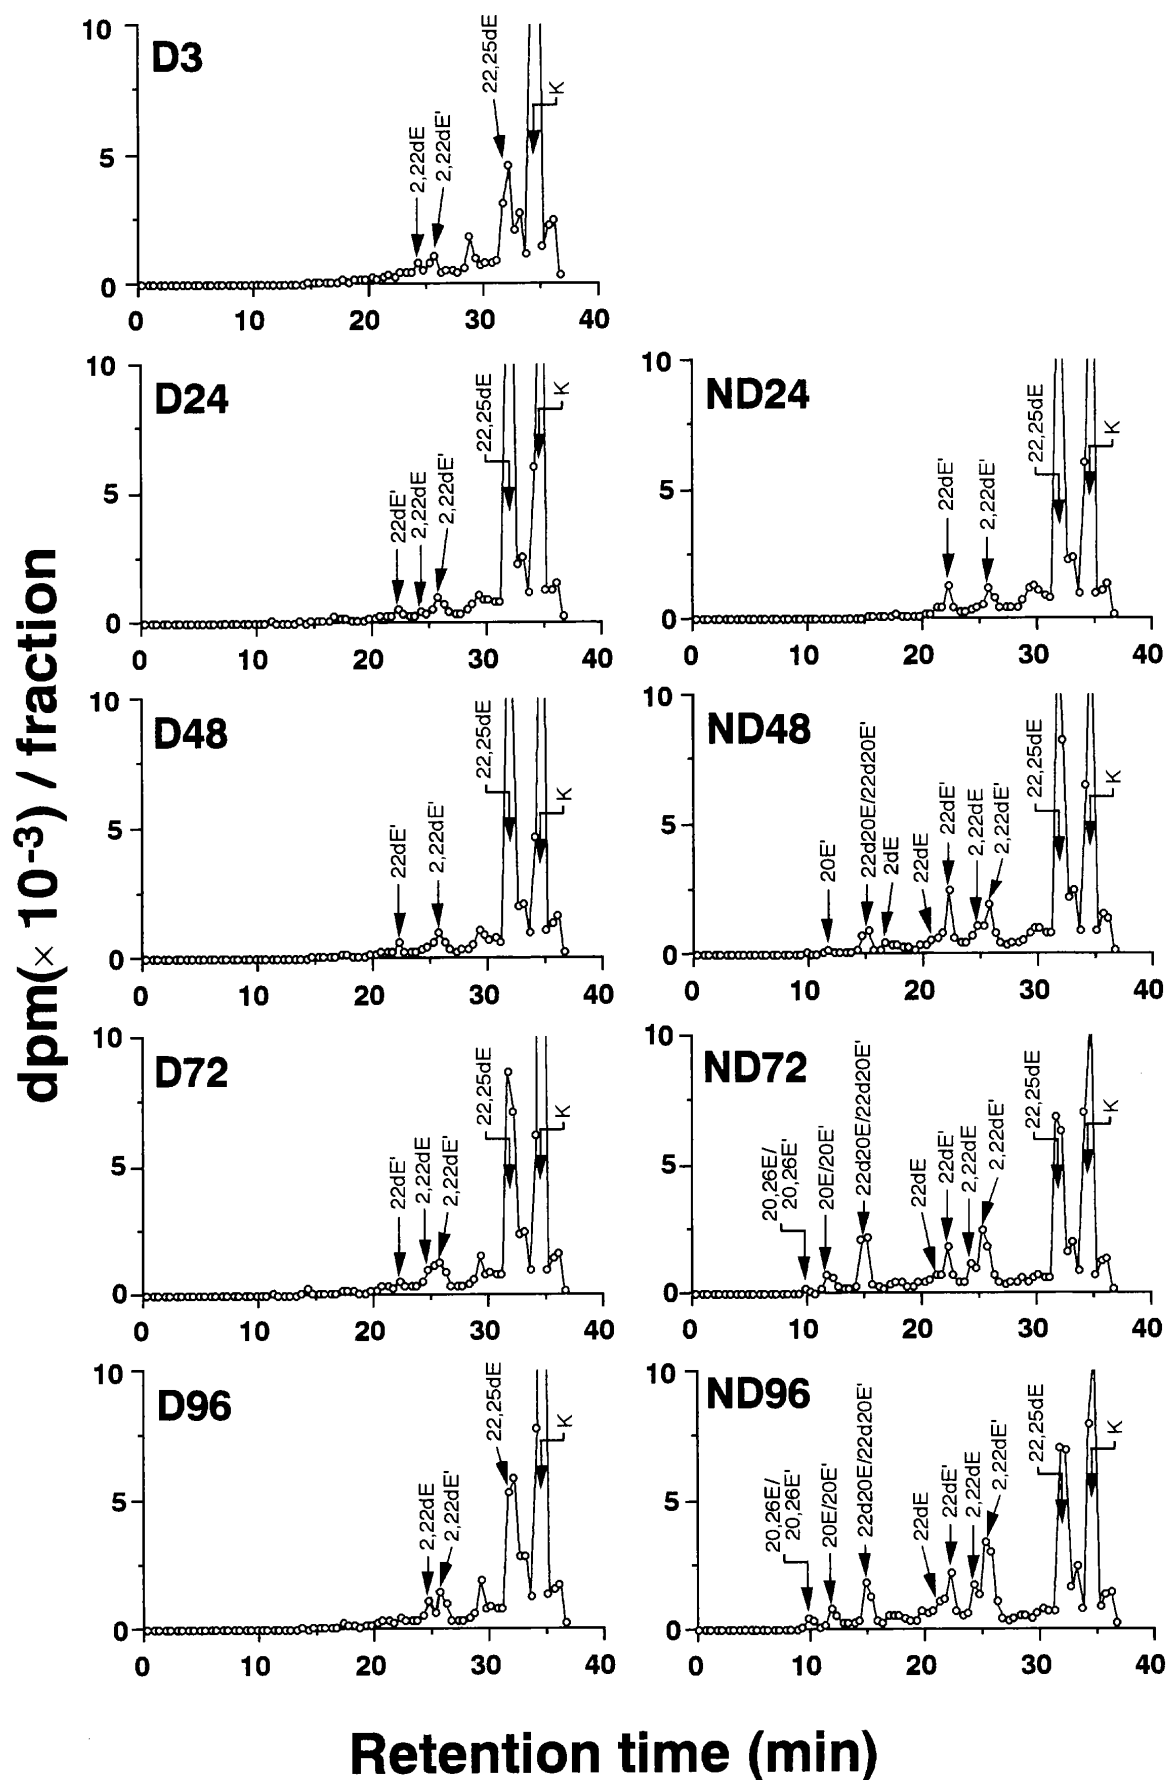 dpm(× 10-3) / fraction
D3
10
5
0
0 10 20 30 40
2,22dE
2,22dE'
22,25dE
K
D24
10
5
0
0 10 20 30 40
22dE'
2,22dE
2,22dE'
22,25dE
K
ND24
10
5
0
0 10 20 30 40
22dE'
2,22dE'
22,25dE
K
D48
10
5
0
0 10 20 30 40
22dE'
2,22dE'
22,25dE
K
ND48
10
5
0
0 10 20 30 40
20E'
22d20E/22d20E'
2dE
22dE
22dE'
2,22dE
2,22dE'
22,25dE
K
D72
10
5
0
0 10 20 30 40
22dE'
2,22dE
2,22dE'
22,25dE
K
ND72
10
5
0
0 10 20 30 40
20,26E/
20,26E'
20E/20E'
22d20E/22d20E'
22dE
22dE'
2,22dE
2,22dE'
22,25dE
K
D96
10
5
0
0 10 20 30 40
2,22dE
2,22dE'
22,25dE
K
ND96
10
5
0
0 10 20 30 40
20,26E/
20,26E'
20E/20E'
22d20E/22d20E'
22dE
22dE'
2,22dE
2,22dE'
22,25dE
K
Retention time (min)